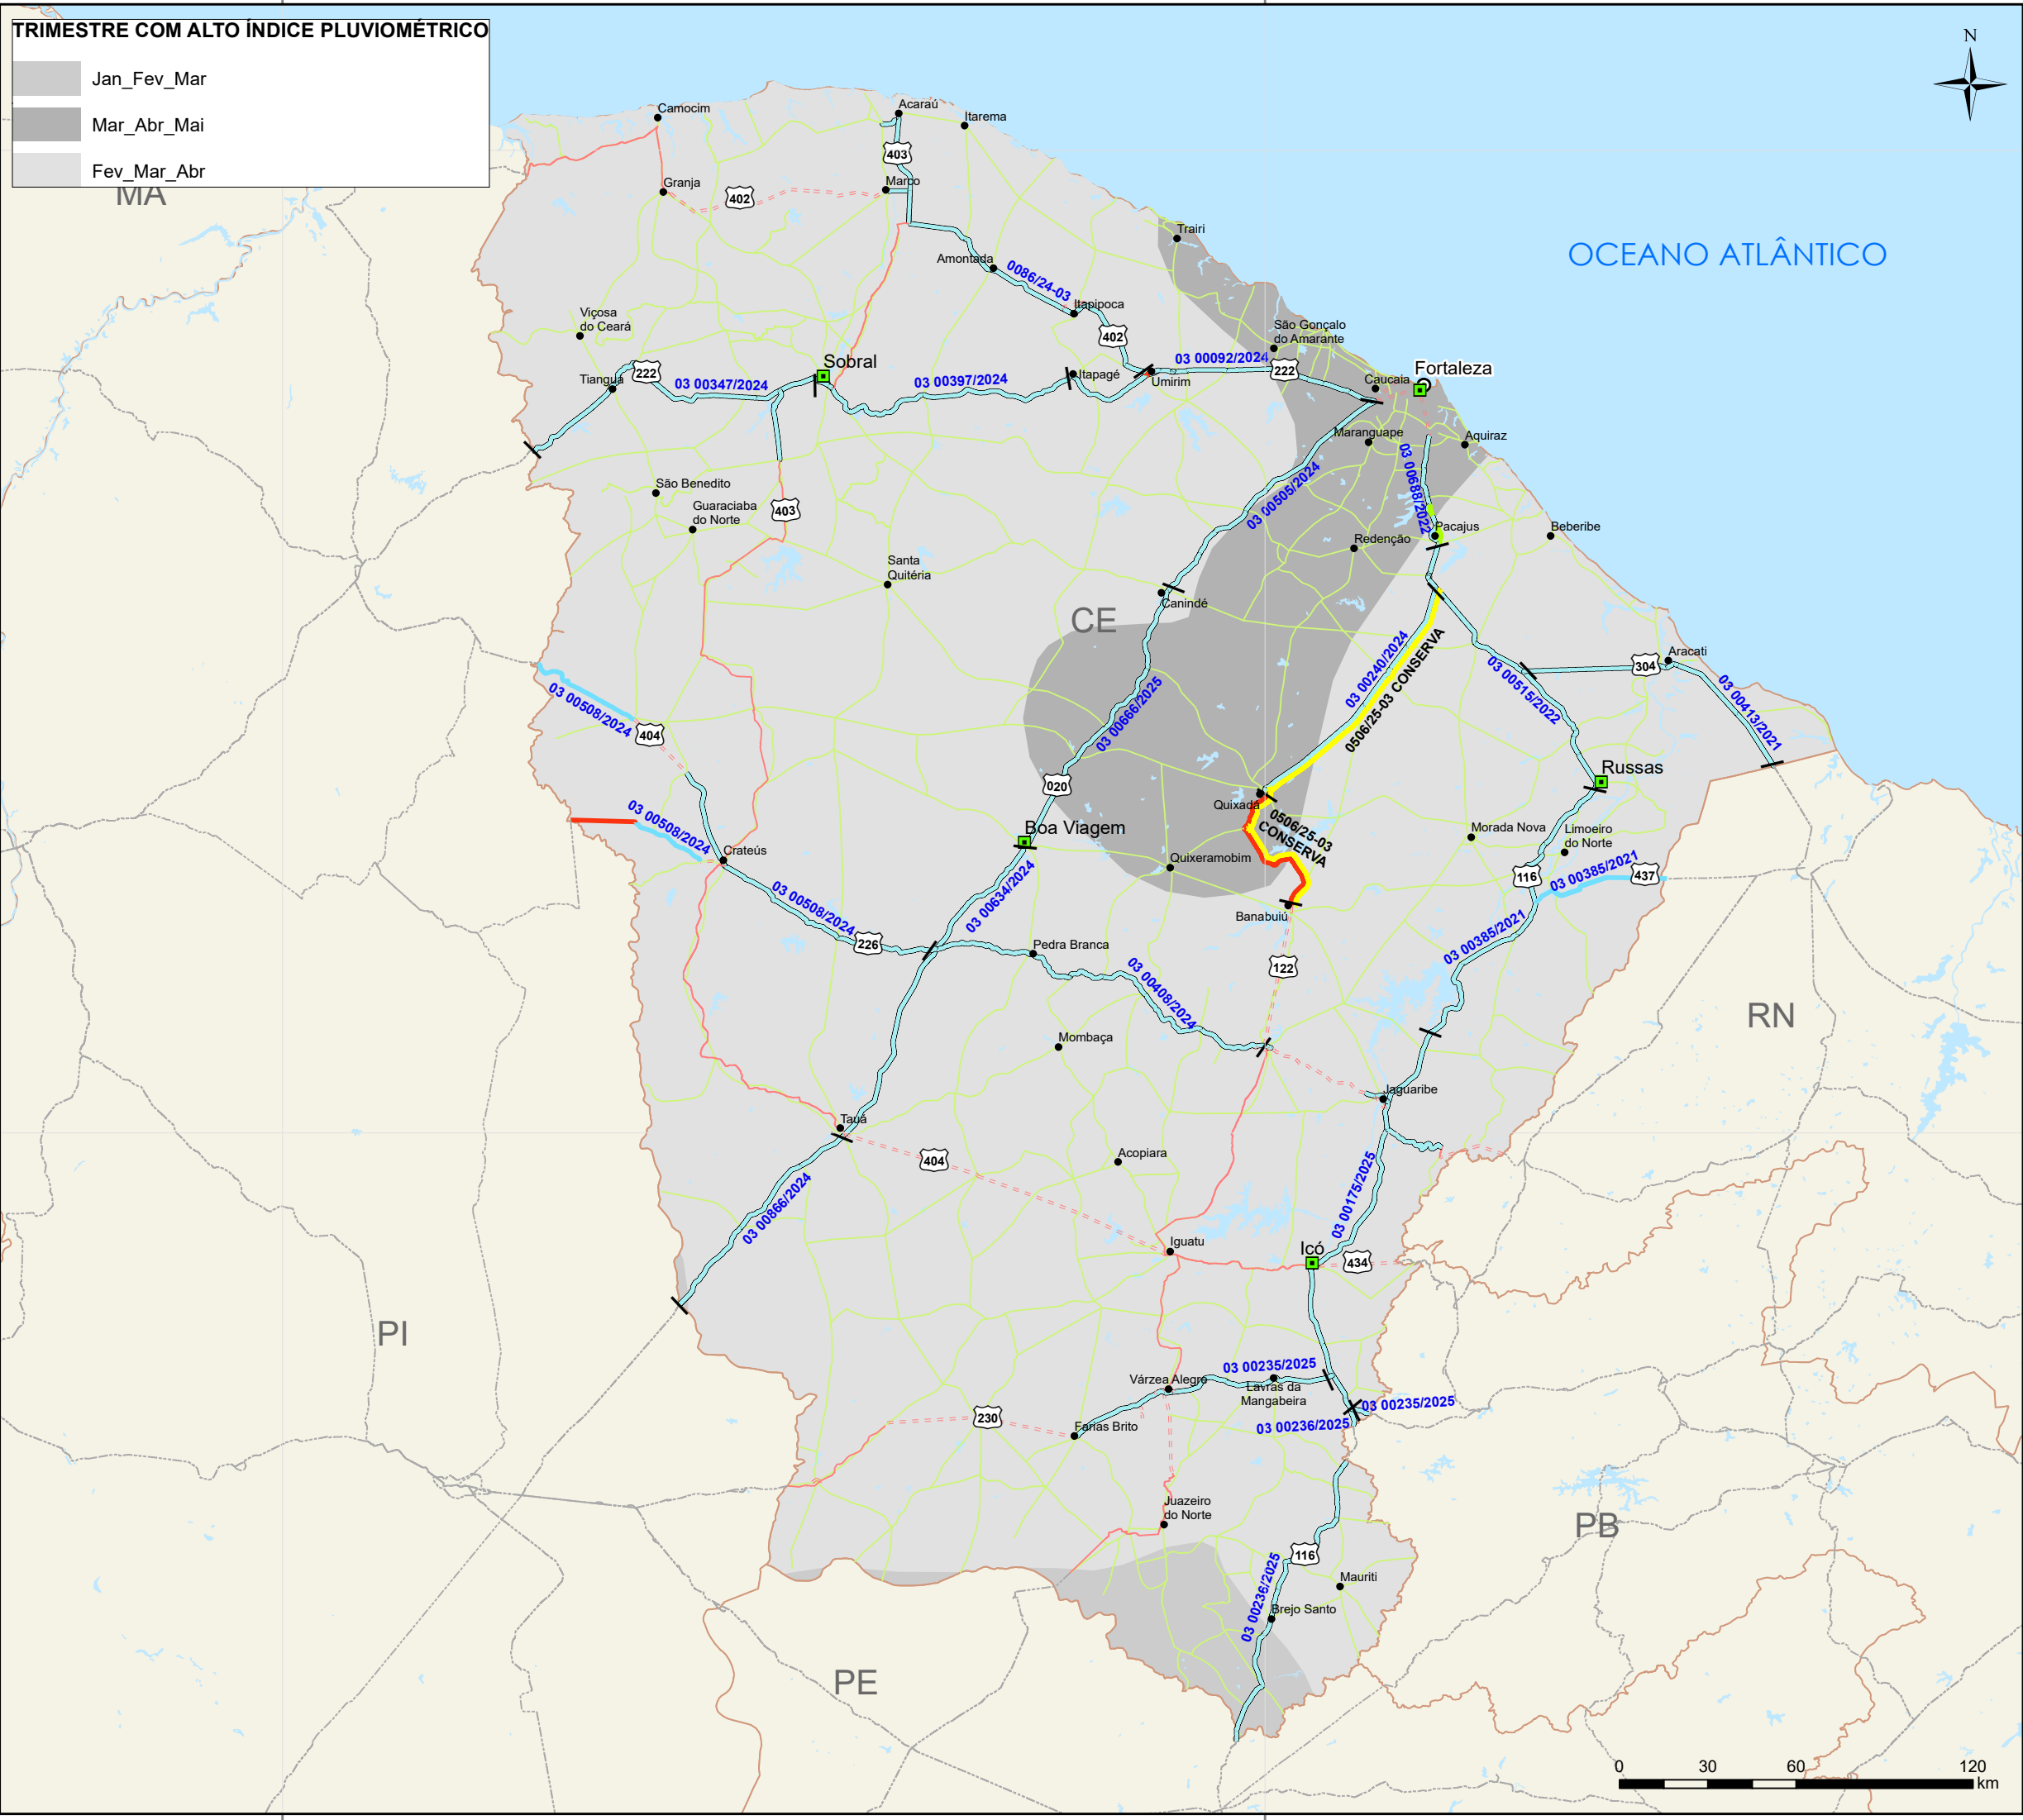 TRIMESTRE COM ALTO ÍNDICE PLUVIOMÉTRICO
Jan_Fev_Mar
Mar_Abr_Mai
Fev_Mar_Abr
N
MA
OCEANO ATLÂNTICO
Camocim
Acaraú
Itarema
403
Granja
402
Marco
Trairi
Amontada
0086/24-03
Itapipoca
402
Viçosa
do Ceará
São Gonçalo
do Amarante
Sobral
03 00092/2024
222
Tianguá
222
03 00347/2024
03 00397/2024
Itapagé
Umirim
Caucaia
Fortaleza
Maranguape
Aquiraz
03 00688/2022
03 00505/2024
São Benedito
Guaraciaba
do Norte
403
Pacajus
Beberibe
Redenção
Santa
Quitéria
Canindé
CE
03 00240/2024
0506/25-03 CONSERVA
03 00515/2022
304
Aracati
03 00413/2021
03 00508/2024
404
03 00666/2025
020
Russas
Quixadá
0506/25-03
CONSERVA
03 00508/2024
Crateús
Boa Viagem
Morada Nova
Limoeiro
do Norte
Quixeramobim
116
03 00385/2021
437
03 00508/2024
226
03 00634/2024
Banabuiú
03 00385/2021
Pedra Branca
122
03 00408/2024
RN
Mombaça
Jaguaribe
Tauá
404
Acopiara
03 00175/2025
03 00866/2024
Iguatu
Icó
434
PI
03 00235/2025
Várzea Alegre
Lavras da
Mangabeira
03 00235/2025
03 00236/2025
230
Farias Brito
Juazeiro
do Norte
PB
116
03 00236/2025
Mauriti
Brejo Santo
PE
0 30 60 120
km